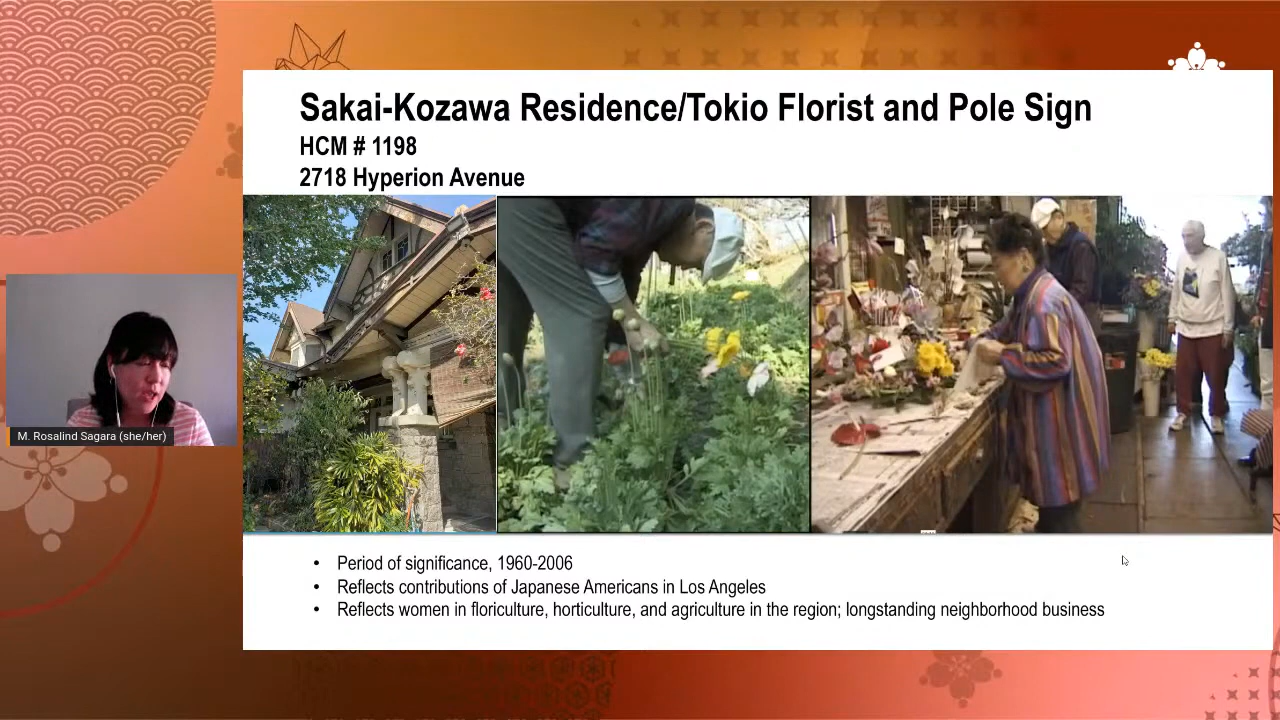 Sakai-Kozawa Residence/Tokio Florist and Pole Sign
HCM # 1198
2718 Hyperion Avenue
M. Rosalind Sagara (she/her)
• Period of significance, 1960-2006
• Reflects contributions of Japanese Americans in Los Angeles
• Reflects women in floriculture, horticulture, and agriculture in the region; longstanding neighborhood business